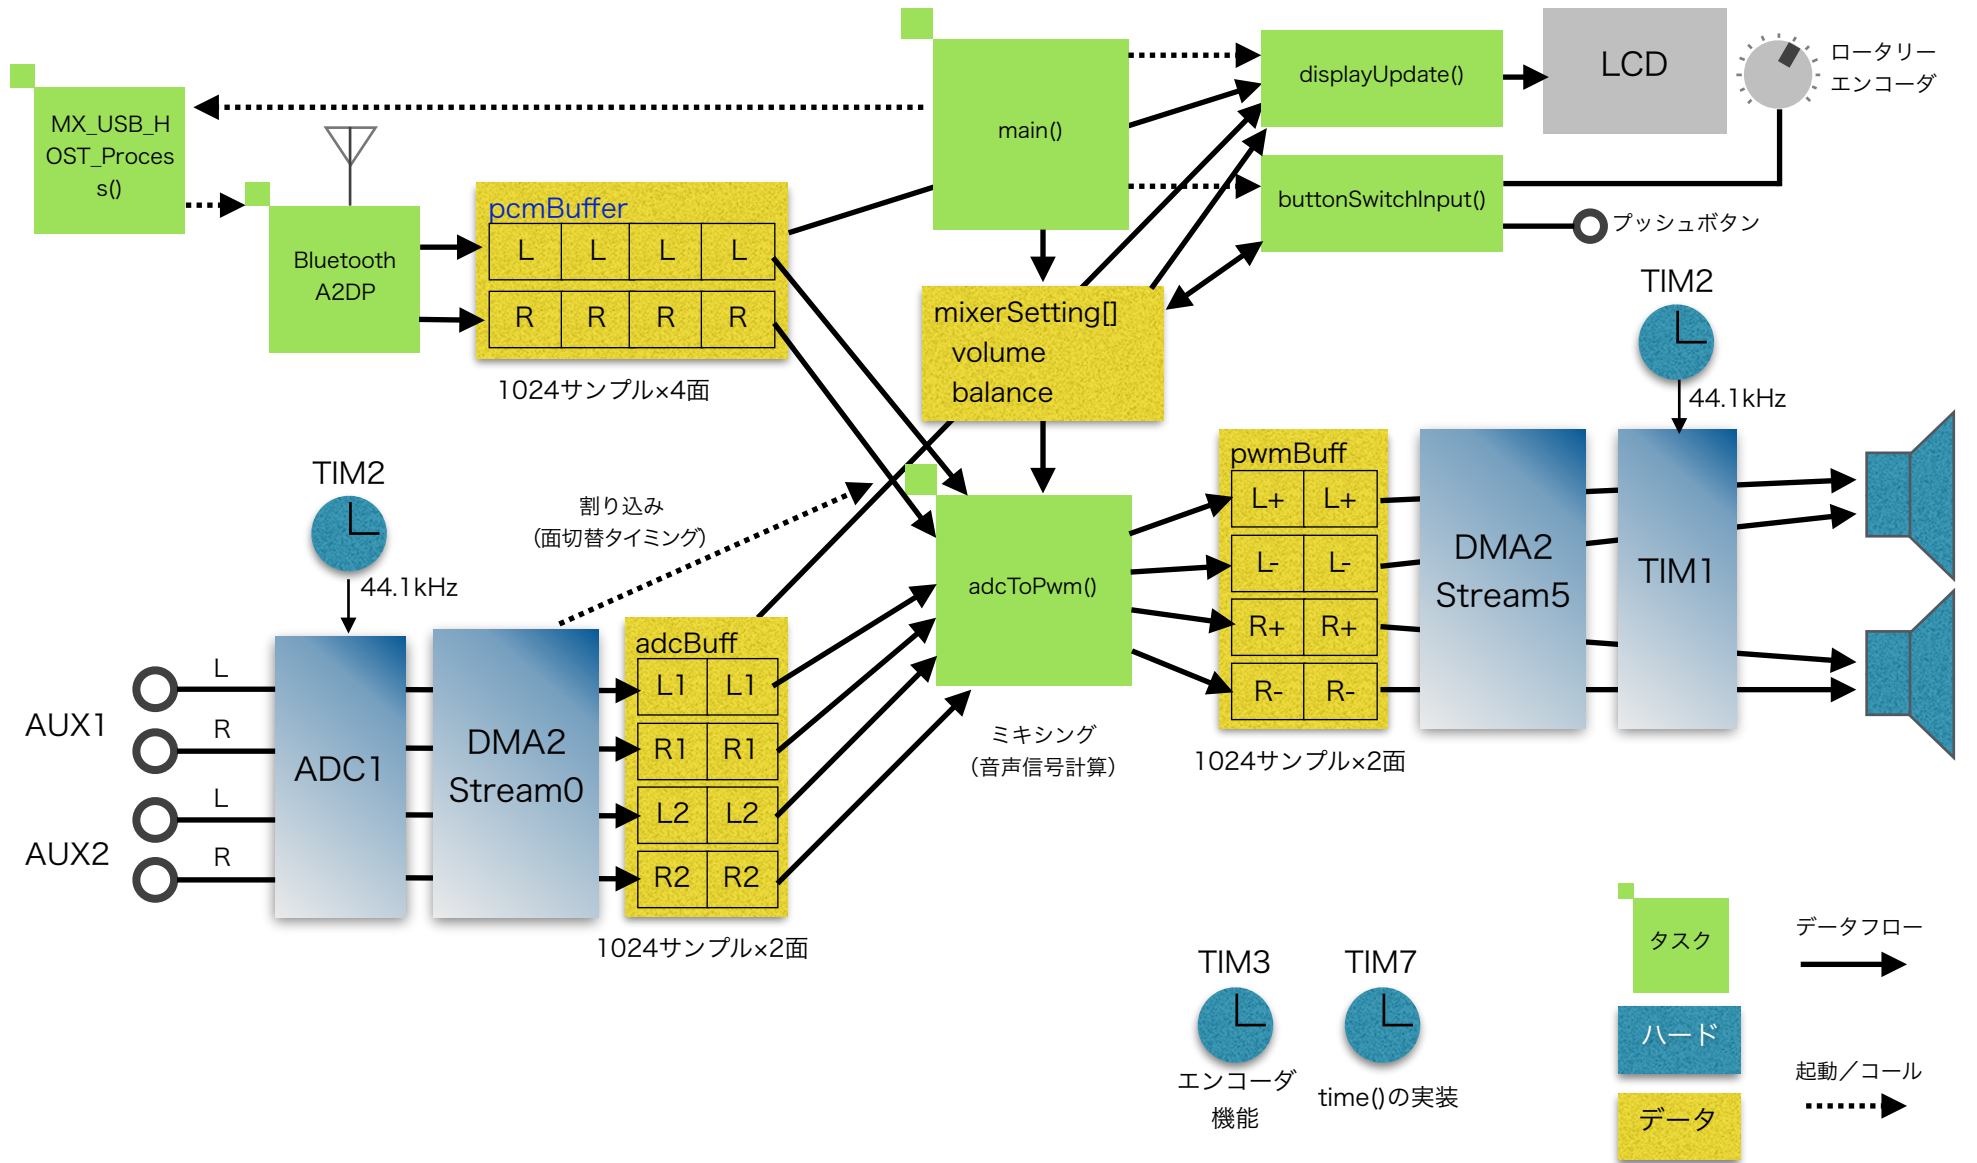 MX_USB_H
OST_Proces
s()
Bluetooth
A2DP
pcmBuffer
L L L L
R R R R
1024サンプル×4面
main()
displayUpdate()
LCD
ロータリー
エンコーダ
buttonSwitchInput()
プッシュボタン
mixerSetting[]
volume
balance
TIM2
44.1kHz
TIM2
44.1kHz
割り込み
（面切替タイミング）
AUX1
L
R
AUX2
L
R
ADC1
DMA2
Stream0
adcBuff
L1 L1
R1 R1
L2 L2
R2 R2
1024サンプル×2面
adcToPwm()
ミキシング
（音声信号計算）
pwmBuff
L+ L+
L- L-
R+ R+
R- R-
1024サンプル×2面
DMA2
Stream5
TIM1
TIM3
エンコーダ
機能
TIM7
time()の実装
タスク
ハード
データ
データフロー
起動／コール